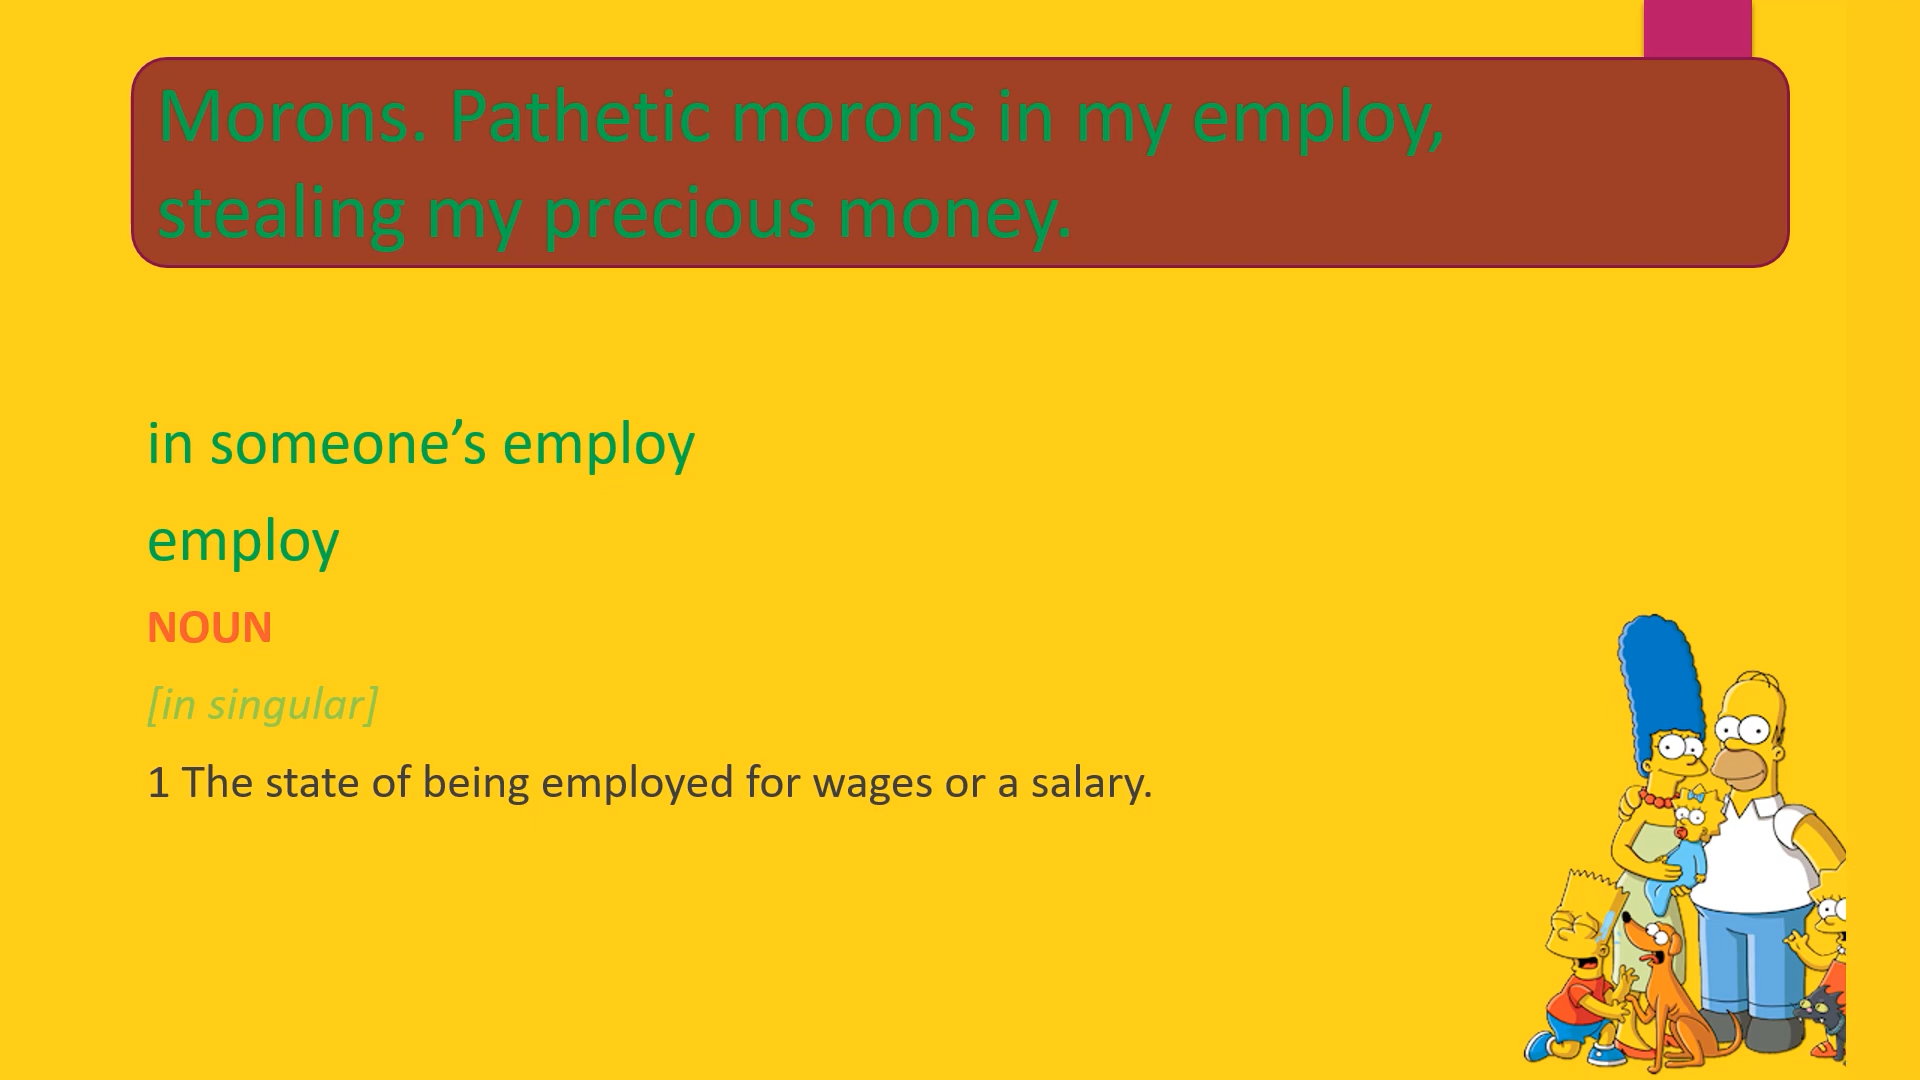 Morons. Pathetic morons in my employ,
stealing my precious money.
in someone’s employ
employ
NOUN
[in singular]
1 The state of being employed for wages or a salary.